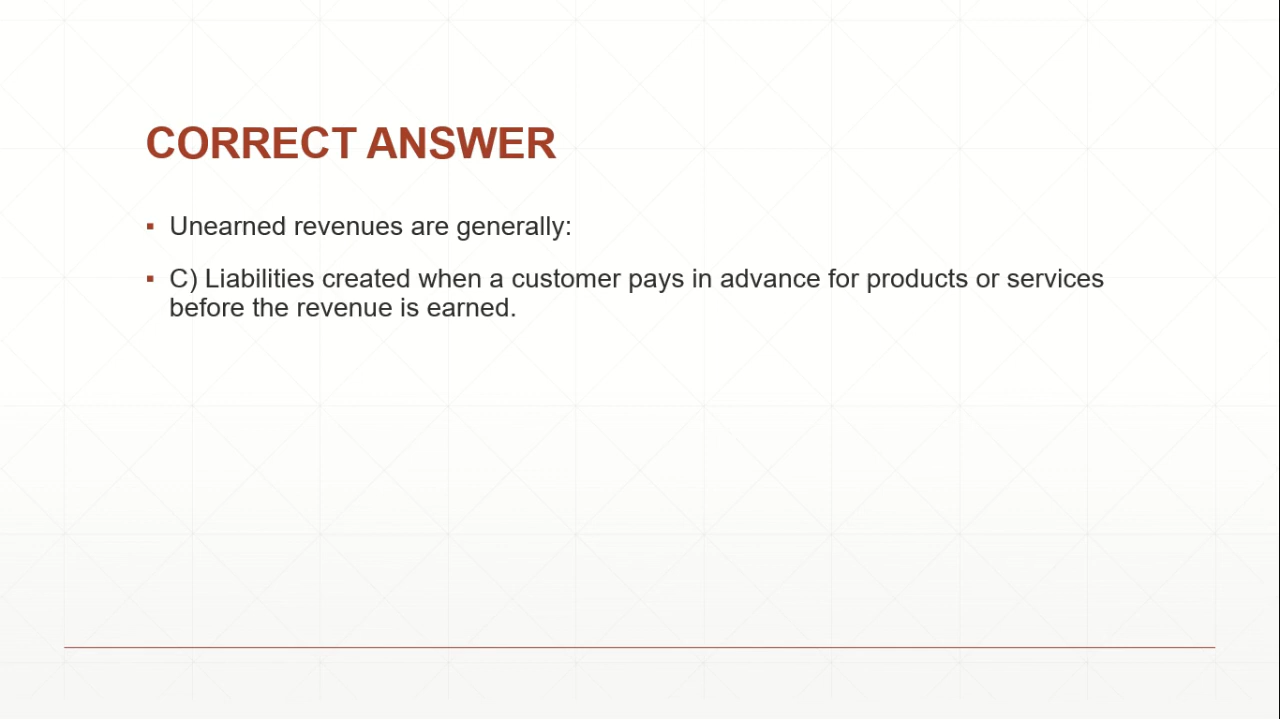 CORRECT ANSWER
▪ Unearned revenues are generally:
▪ C) Liabilities created when a customer pays in advance for products or services
before the revenue is earned.